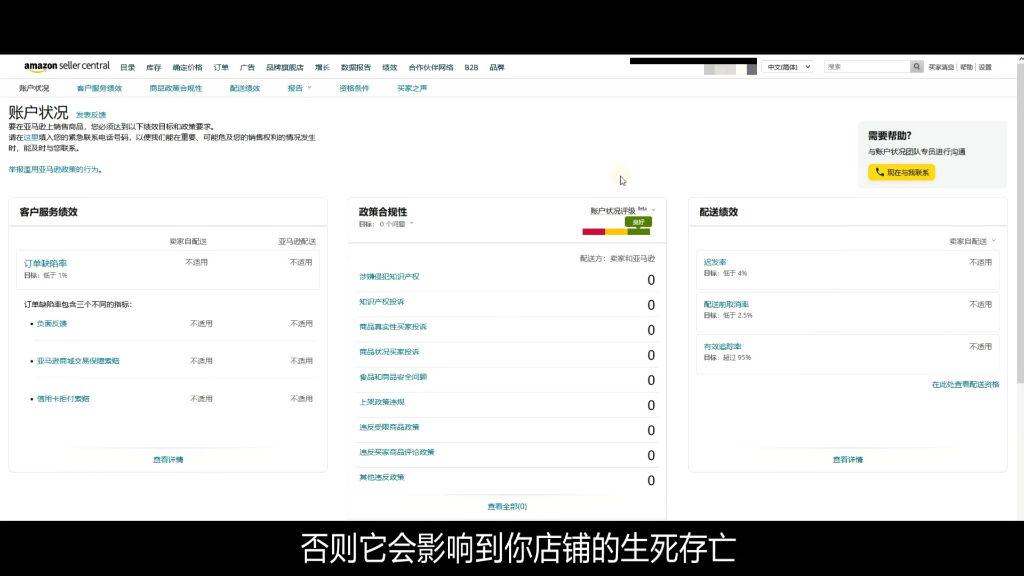 amazon seller central
目录 库存 确定价格 订单 广告 品牌旗舰店 增长 数据报告 绩效 合作伙伴网络 B2B 品牌
中文(简体) 搜索 买家消息 | 帮助 | 设置
账户状况 客户服务绩效 商品政策合规性 配送绩效 报告 资格条件 买家之声
账户状况 发表反馈
要在亚马逊上销售商品，您必须达到以下绩效目标和政策要求。
请在这里填入您的紧急联系电话号码，以便我们能在重要、可能危及您的销售权利的情况发生
时，能及时与您联系。
举报滥用亚马逊政策的行为。
需要帮助?
与账户状况团队专员进行沟通
现在与我联系
客户服务绩效
卖家自配送 亚马逊配送
订单缺陷率 不适用 不适用
目标：低于 1%
订单缺陷率包含三个不同的指标：
• 负面反馈 不适用 不适用
• 亚马逊商城交易保障索赔 不适用 不适用
• 信用卡拒付索赔 不适用 不适用
查看详情
政策合规性
目标：0 个问题
账户状况评级 Beta
良好
配送方：卖家和亚马逊
涉嫌侵犯知识产权 0
知识产权投诉 0
商品真实性买家投诉 0
商品状况买家投诉 0
食品和商品安全问题 0
上架政策违规 0
违反受限商品政策 0
违反买家商品评论政策 0
其他违反政策 0
查看全部(0)
配送绩效
卖家自配送
迟发率 不适用
目标：低于 4%
配送前取消率 不适用
目标：低于 2.5%
有效追踪率 不适用
目标：超过 95%
在此处查看配送资格
查看详情
否则它会影响到你店铺的生死存亡